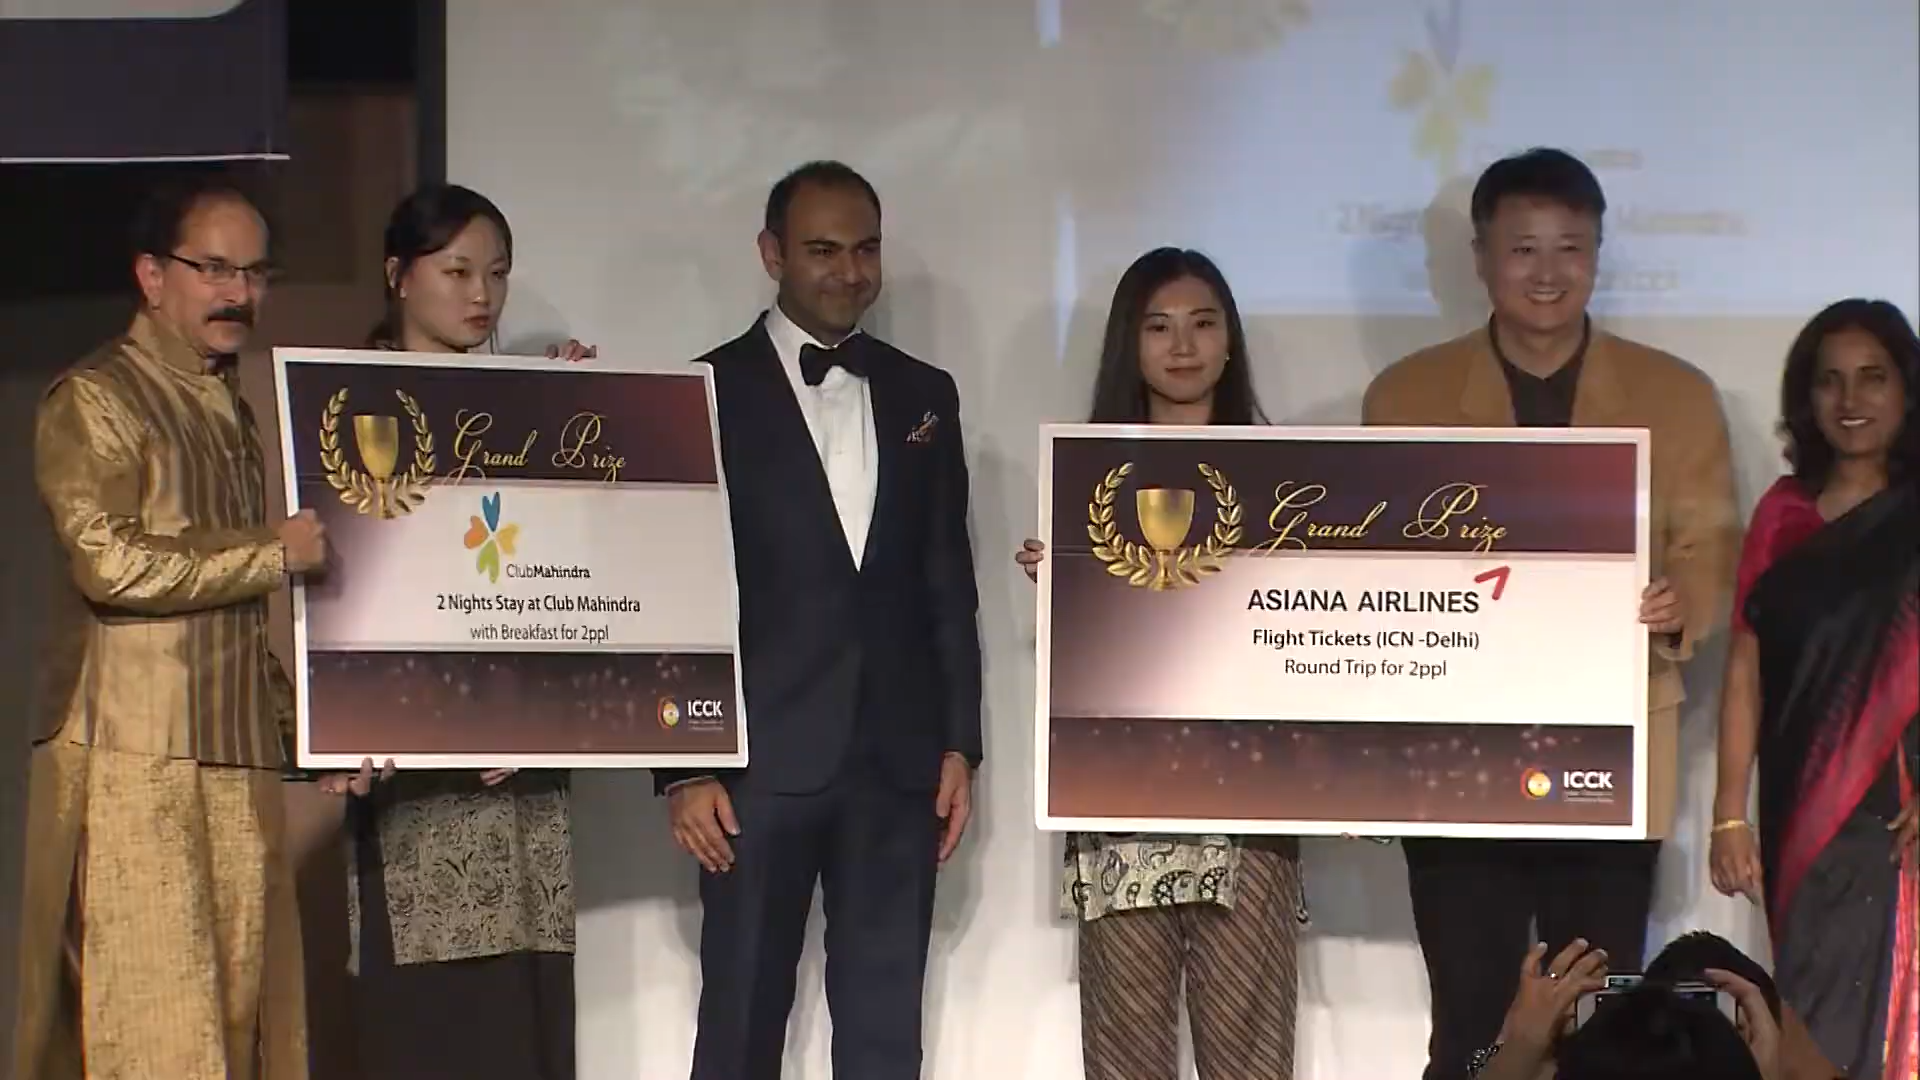 Grand Prize
ClubMahindra
2 Nights Stay at Club Mahindra
with Breakfast for 2ppl
ICCK
Grand Prize
ASIANA AIRLINES
Flight Tickets (ICN -Delhi)
Round Trip for 2ppl
ICCK